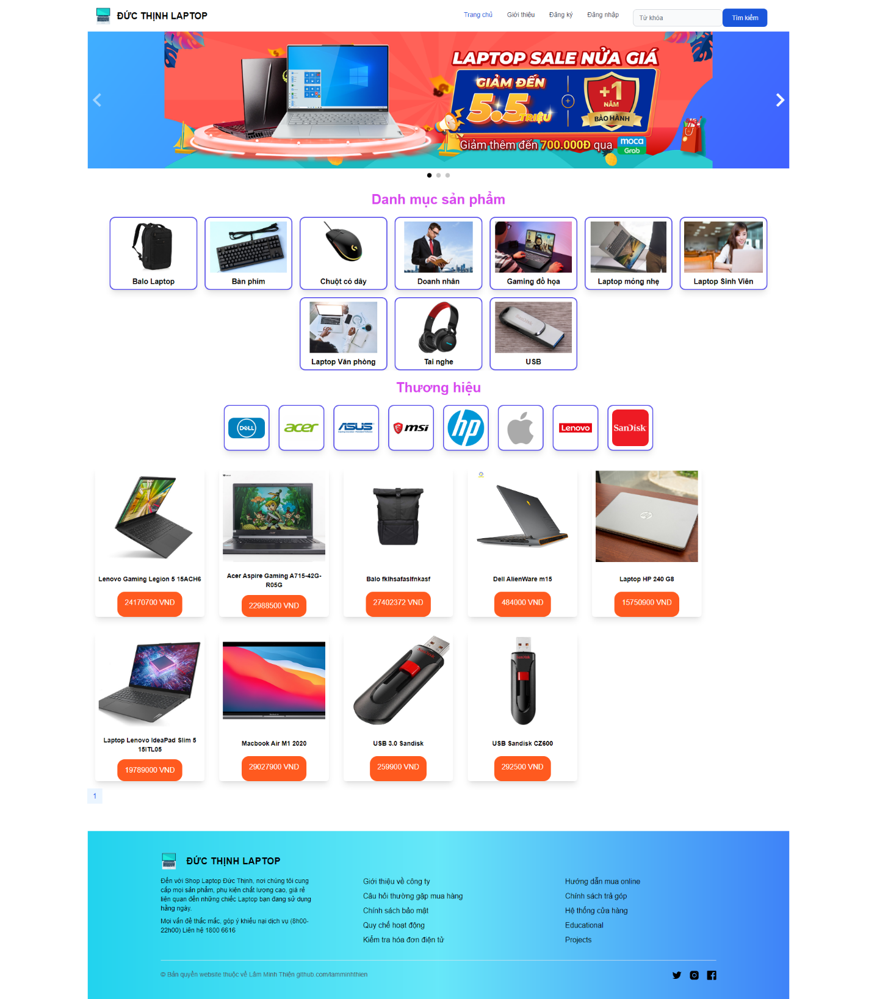 ĐỨC THỊNH LAPTOP
Trang chủ
Giới thiệu
Đăng ký
Đăng nhập
Từ khóa
Tìm kiếm
LAPTOP SALE NỬA GIÁ
GIẢM ĐẾN
5.5 TRIỆU
+
+1
NĂM
BẢO HÀNH
Giảm thêm đến 700.000Đ qua
moca
Grab
Danh mục sản phẩm
Balo Laptop
Bàn phím
Chuột có dây
Doanh nhân
Gaming đồ họa
Laptop mỏng nhẹ
Laptop Sinh Viên
Laptop Văn phòng
Tai nghe
USB
Thương hiệu
DELL
acer
ASUS
msi
hp
Lenovo
SanDisk
Lenovo Gaming Legion 5 15ACH6
24170700 VND
Acer Aspire Gaming A715-42G-
R05G
22988500 VND
Balo fklhsafaslfnkasf
27402372 VND
Dell AlienWare m15
484000 VND
Laptop HP 240 G8
15750900 VND
Laptop Lenovo IdeaPad Slim 5
15ITL05
19789000 VND
Macbook Air M1 2020
29027900 VND
USB 3.0 Sandisk
259900 VND
USB Sandisk CZ600
292500 VND
1
ĐỨC THỊNH LAPTOP
Đến với Shop Laptop Đức Thịnh, nơi chúng tôi cung
cấp mọi sản phẩm, phụ kiện chất lượng cao, giá rẻ
liên quan đến những chiếc Laptop bạn đang sử dụng
hằng ngày.
Mọi vấn đề thắc mắc, góp ý khiếu nại dịch vụ (8h00-
22h00) Liên hệ 1800 6616
Giới thiệu về công ty
Câu hỏi thường gặp mua hàng
Chính sách bảo mật
Quy chế hoạt động
Kiểm tra hóa đơn điện tử
Hướng dẫn mua online
Chính sách trả góp
Hệ thống cửa hàng
Educational
Projects
© Bản quyền website thuộc về Lâm Minh Thiện github.com/lamminhthien